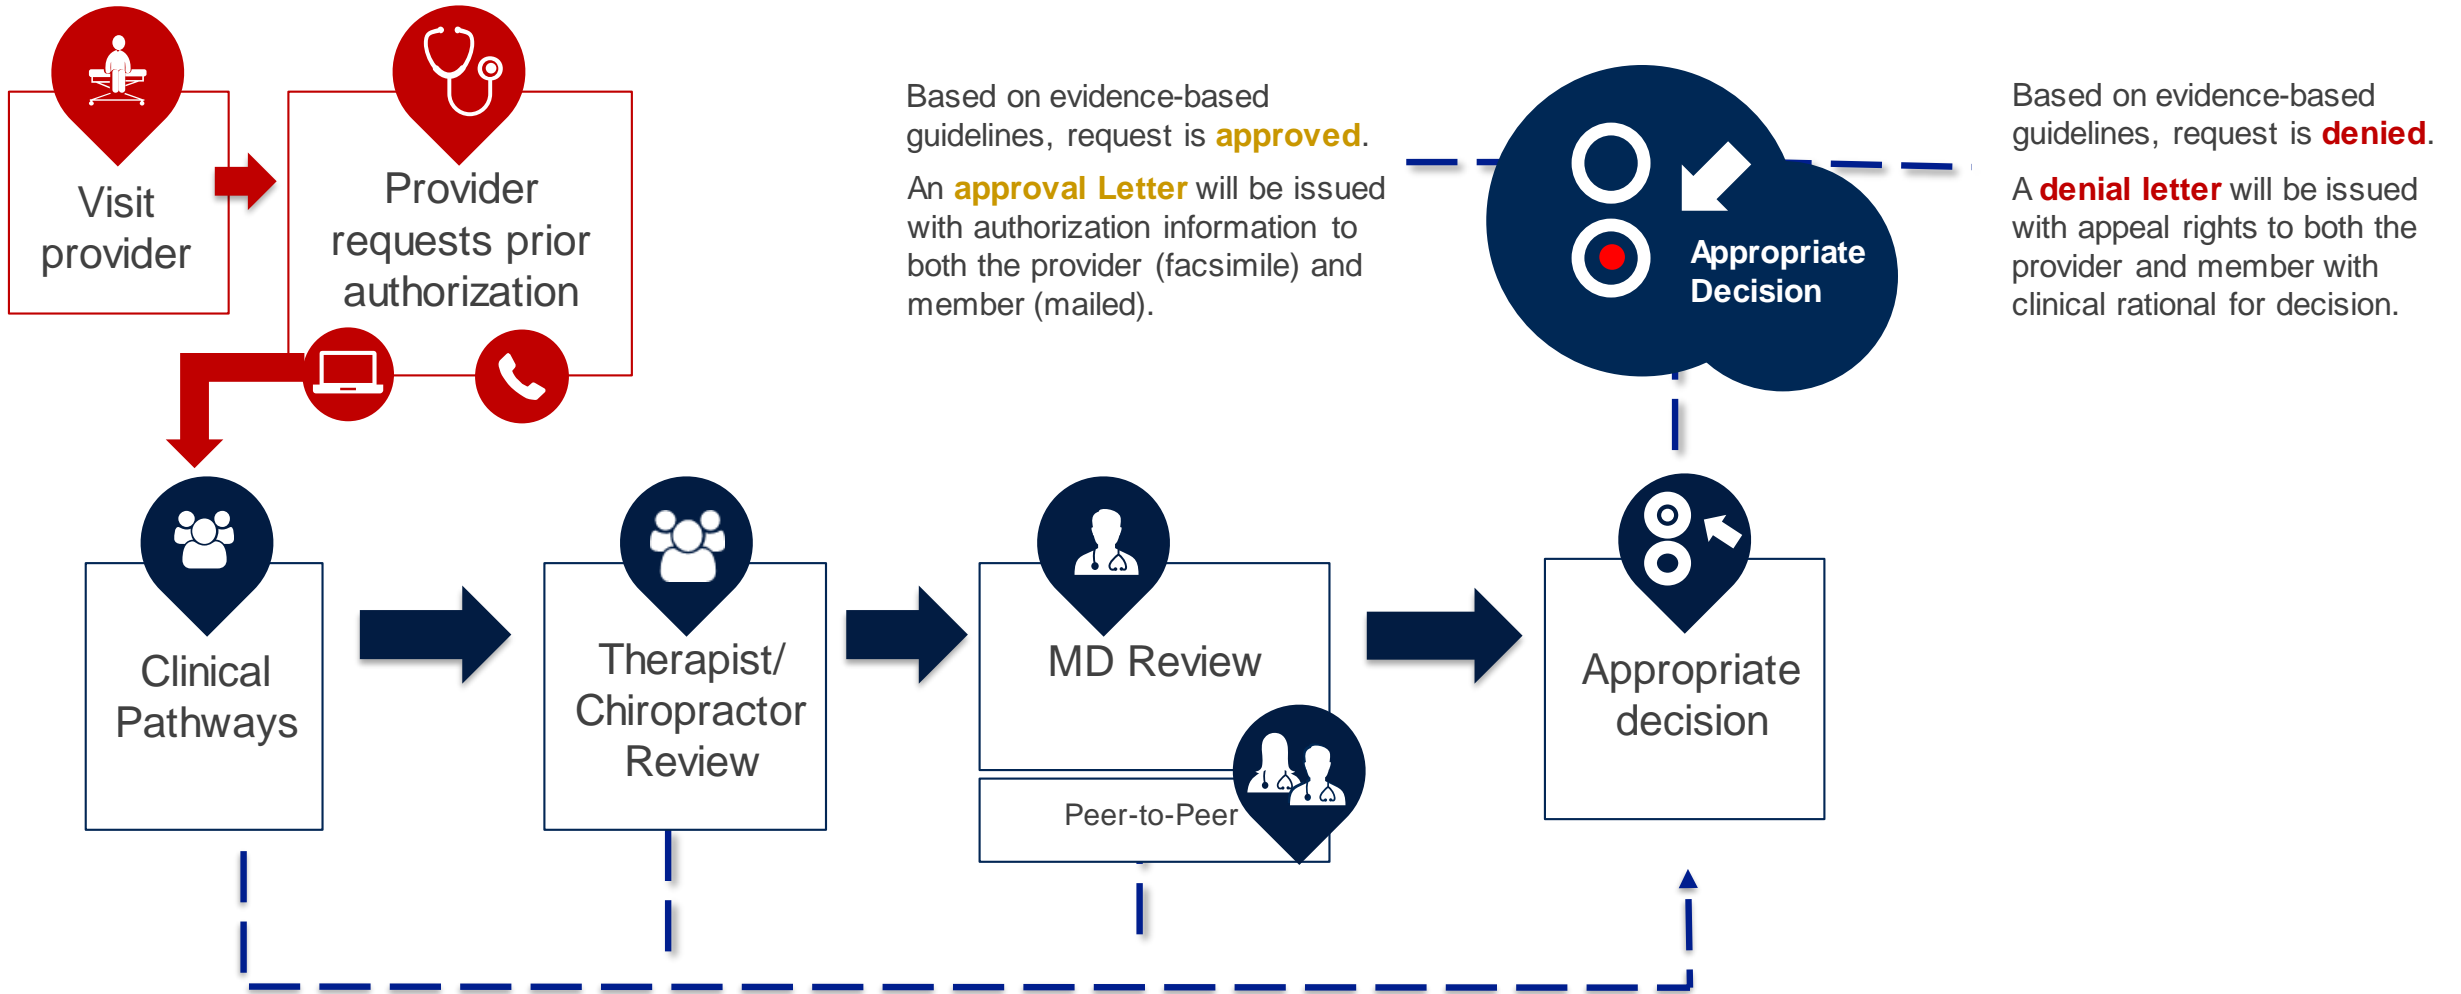 Visit
provider
Provider
requests prior
authorization
Based on evidence-based
guidelines, request is approved.
An approval Letter will be issued
with authorization information to
both the provider (facsimile) and
member (mailed).
Appropriate
Decision
Based on evidence-based
guidelines, request is denied.
A denial letter will be issued
with appeal rights to both the
provider and member with
clinical rational for decision.
Clinical
Pathways
Therapist/
Chiropractor
Review
MD Review
Peer-to-Peer
Appropriate
decision